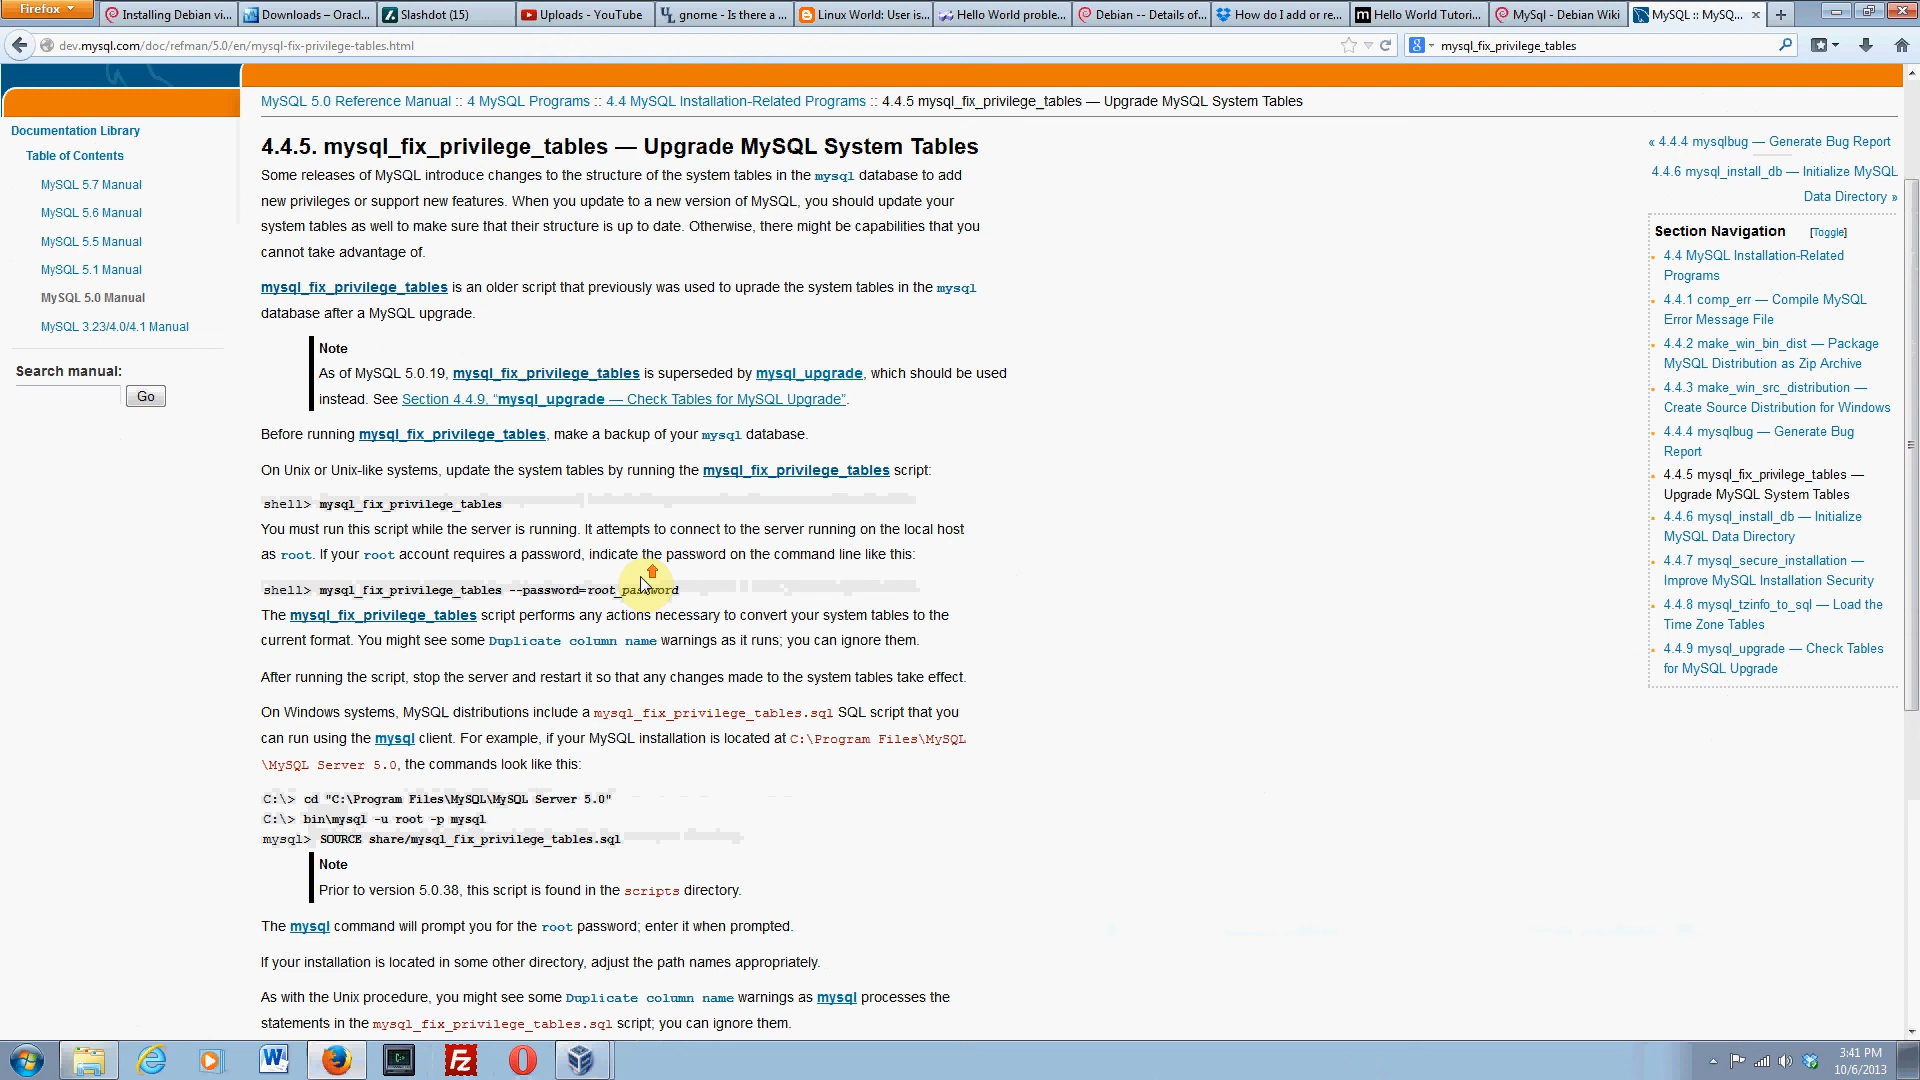 Firefox
Installing Debian vi...
Downloads – Oracl...
Slashdot (15)
Uploads - YouTube
gnome - Is there a ...
Linux World: User is...
Hello World proble...
Debian -- Details of...
How do I add or re...
Hello World Tutori...
MySql - Debian Wiki
MySQL :: MySQ...
dev.mysql.com/doc/refman/5.0/en/mysql-fix-privilege-tables.html
mysql_fix_privilege_tables
MySQL 5.0 Reference Manual :: 4 MySQL Programs :: 4.4 MySQL Installation-Related Programs :: 4.4.5 mysql_fix_privilege_tables — Upgrade MySQL System Tables
Documentation Library
Table of Contents
MySQL 5.7 Manual
MySQL 5.6 Manual
MySQL 5.5 Manual
MySQL 5.1 Manual
MySQL 5.0 Manual
MySQL 3.23/4.0/4.1 Manual
Search manual:
Go
4.4.5. mysql_fix_privilege_tables — Upgrade MySQL System Tables
Some releases of MySQL introduce changes to the structure of the system tables in the mysql database to add
new privileges or support new features. When you update to a new version of MySQL, you should update your
system tables as well to make sure that their structure is up to date. Otherwise, there might be capabilities that you
cannot take advantage of.
mysql_fix_privilege_tables is an older script that previously was used to uprade the system tables in the mysql
database after a MySQL upgrade.
Note
As of MySQL 5.0.19, mysql_fix_privilege_tables is superseded by mysql_upgrade, which should be used
instead. See Section 4.4.9, “mysql_upgrade — Check Tables for MySQL Upgrade”.
Before running mysql_fix_privilege_tables, make a backup of your mysql database.
On Unix or Unix-like systems, update the system tables by running the mysql_fix_privilege_tables script:
shell> mysql_fix_privilege_tables
You must run this script while the server is running. It attempts to connect to the server running on the local host
as root. If your root account requires a password, indicate the password on the command line like this:
shell> mysql_fix_privilege_tables --password=root_password
The mysql_fix_privilege_tables script performs any actions necessary to convert your system tables to the
current format. You might see some Duplicate column name warnings as it runs; you can ignore them.
After running the script, stop the server and restart it so that any changes made to the system tables take effect.
On Windows systems, MySQL distributions include a mysql_fix_privilege_tables.sql SQL script that you
can run using the mysql client. For example, if your MySQL installation is located at C:\Program Files\MySQL
\MySQL Server 5.0, the commands look like this:
C:\> cd "C:\Program Files\MySQL\MySQL Server 5.0"
C:\> bin\mysql -u root -p mysql
mysql> SOURCE share/mysql_fix_privilege_tables.sql
Note
Prior to version 5.0.38, this script is found in the scripts directory.
The mysql command will prompt you for the root password; enter it when prompted.
If your installation is located in some other directory, adjust the path names appropriately.
As with the Unix procedure, you might see some Duplicate column name warnings as mysql processes the
statements in the mysql_fix_privilege_tables.sql script; you can ignore them.
« 4.4.4 mysqlbug — Generate Bug Report
4.4.6 mysql_install_db — Initialize MySQL
Data Directory »
Section Navigation [Toggle]
4.4 MySQL Installation-Related
Programs
4.4.1 comp_err — Compile MySQL
Error Message File
4.4.2 make_win_bin_dist — Package
MySQL Distribution as Zip Archive
4.4.3 make_win_src_distribution —
Create Source Distribution for Windows
4.4.4 mysqlbug — Generate Bug
Report
4.4.5 mysql_fix_privilege_tables —
Upgrade MySQL System Tables
4.4.6 mysql_install_db — Initialize
MySQL Data Directory
4.4.7 mysql_secure_installation —
Improve MySQL Installation Security
4.4.8 mysql_tzinfo_to_sql — Load the
Time Zone Tables
4.4.9 mysql_upgrade — Check Tables
for MySQL Upgrade
3:41 PM
10/6/2013